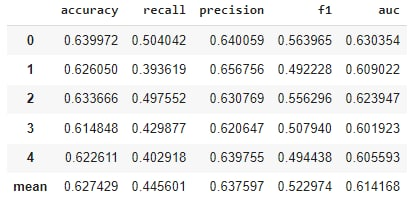 accuracy recall precision f1 auc
0 0.639972 0.504042 0.640059 0.563965 0.630354
1 0.626050 0.393619 0.656756 0.492228 0.609022
2 0.633666 0.497552 0.630769 0.556296 0.623947
3 0.614848 0.429877 0.620647 0.507940 0.601923
4 0.622611 0.402918 0.639755 0.494438 0.605593
mean 0.627429 0.445601 0.637597 0.522974 0.614168